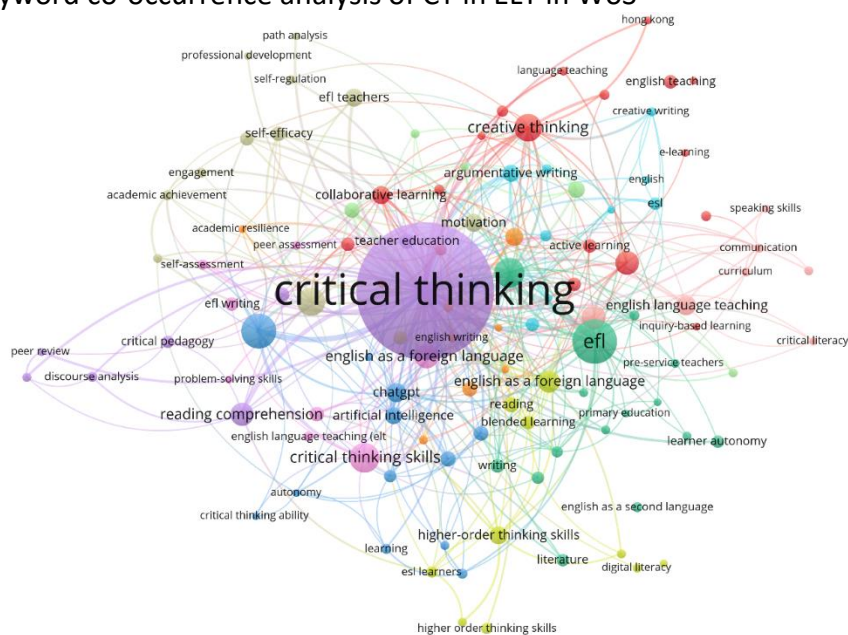 eyword co-occurrence analysis of CT in ELT in WoS
hong kong
path analysis
professional development
language teaching
self-regulation
english teaching
efl teachers
creative writing
creative thinking
self-efficacy
e-learning
argumentative writing
engagement
english
academic achievement
collaborative learning
esl
speaking skills
motivation
academic resilience
teacher education
peer assessment
active learning
communication
self-assessment
curriculum
critical thinking
efl writing
english language teaching
inquiry-based learning
critical pedagogy
english writing
efl
critical literacy
peer review
english as a foreign language
pre-service teachers
discourse analysis
problem-solving skills
english as a foreign language
chatgpt
reading
reading comprehension
artificial intelligence
primary education
blended learning
english language teaching (elt
learner autonomy
critical thinking skills
writing
autonomy
english as a second language
critical thinking ability
higher-order thinking skills
learning
literature
esl learners
digital literacy
higher order thinking skills